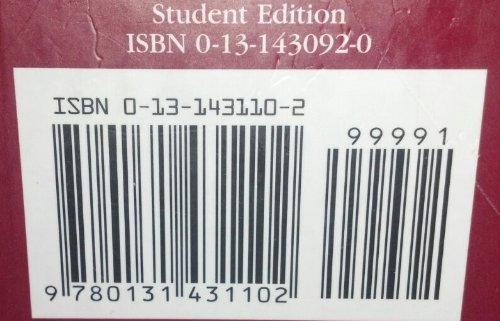 Student Edition
ISBN 0-13-143092-0
ISBN 0-13-143110-2
99991
9 780131 431102